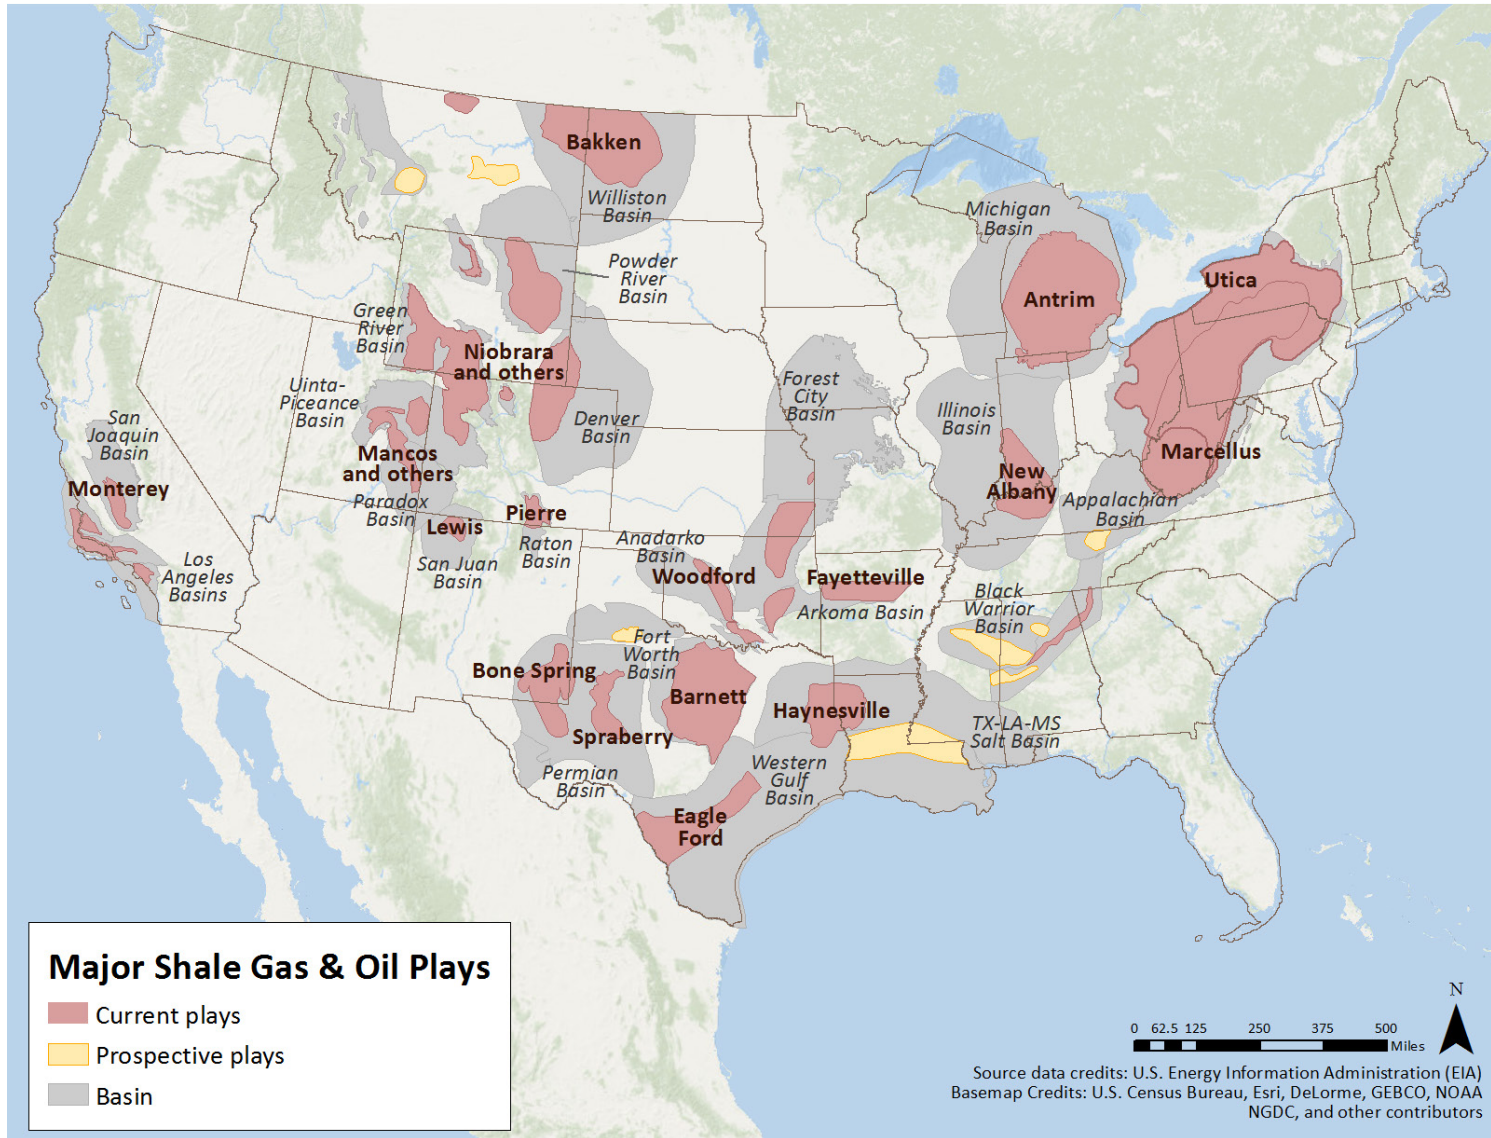 Bakken
Williston
Basin
Michigan
Basin
Powder
River
Basin
Utica
Antrim
Green
River
Basin
Niobrara
and others
Uinta-
Piceance
Basin
Forest
City
Basin
Denver
Basin
Illinois
Basin
San
Joaquin
Basin
Mancos
and others
Marcellus
Monterey
New
Albany
Paradox
Basin
Appalachian
Basin
Pierre
Lewis
Raton
Basin
Anadarko
Basin
San Juan
Basin
Los
Angeles
Basins
Woodford
Fayetteville
Arkoma Basin
Black
Warrior
Basin
Fort
Worth
Basin
Bone Spring
Barnett
Haynesville
Spraberry
TX-LA-MS
Salt Basin
Permian
Basin
Western
Gulf
Basin
Eagle
Ford
Major Shale Gas & Oil Plays
Current plays
Prospective plays
Basin
N
0 62.5 125 250 375 500
Miles
Source data credits: U.S. Energy Information Administration (EIA)
Basemap Credits: U.S. Census Bureau, Esri, DeLorme, GEBCO, NOAA
NGDC, and other contributors